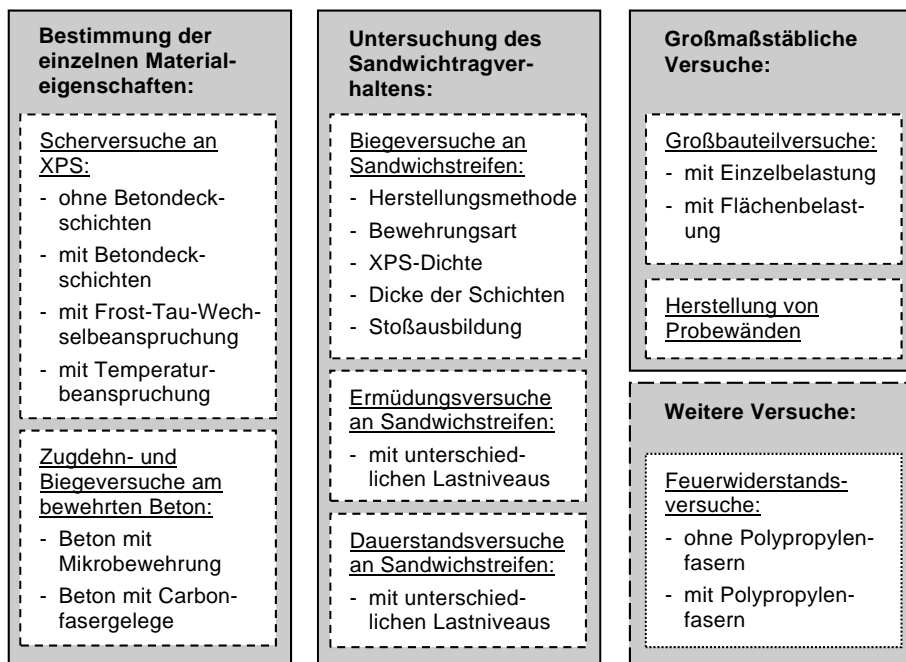 Bestimmung der
einzelnen Material-
eigenschaften:
Scherversuche an
XPS:
- ohne Betondeck-
schichten
- mit Betondeck-
schichten
- mit Frost-Tau-Wech-
selbeanspruchung
- mit Temperatur-
beanspruchung
Zugdehn- und
Biegeversuche am
bewehrten Beton:
- Beton mit
Mikrobewehrung
- Beton mit Carbon-
fasergelege
Untersuchung des
Sandwichtragver-
haltens:
Biegeversuche an
Sandwichstreifen:
- Herstellungsmethode
- Bewehrungsart
- XPS-Dichte
- Dicke der Schichten
- Stoßausbildung
Ermüdungsversuche
an Sandwichstreifen:
- mit unterschied-
lichen Lastniveaus
Dauerstandsversuche
an Sandwichstreifen:
- mit unterschied-
lichen Lastniveaus
Großmaßstäbliche
Versuche:
Großbauteilversuche:
- mit Einzelbelastung
- mit Flächenbelast-
ung
Herstellung von
Probewänden
Weitere Versuche:
Feuerwiderstands-
versuche:
- ohne Polypropylen-
fasern
- mit Polypropylen-
fasern